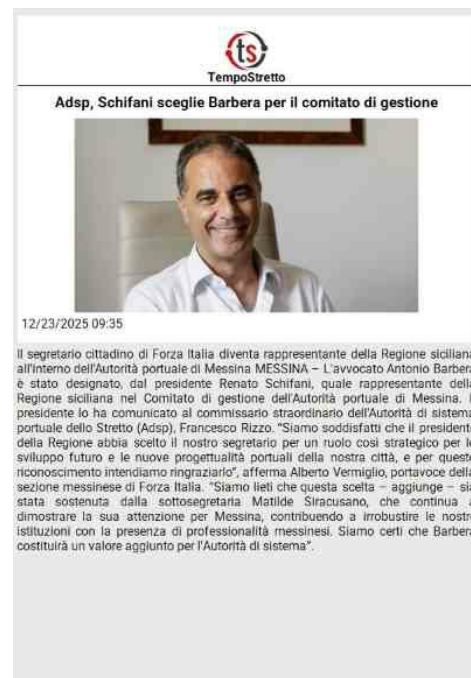 ts
TempoStretto
Adsp, Schifani sceglie Barbera per il comitato di gestione
12/23/2025 09:35
Il segretario cittadino di Forza Italia diventa rappresentante della Regione siciliana
all'interno dell'Autorità portuale di Messina MESSINA – L'avvocato Antonio Barbera
è stato designato, dal presidente Renato Schifani, quale rappresentante della
Regione siciliana nel Comitato di gestione dell'Autorità portuale di Messina. I
presidente lo ha comunicato al commissario straordinario dell'Autorità di sistema
portuale dello Stretto (Adsp), Francesco Rizzo. "Siamo soddisfatti che il president
della Regione abbia scelto il nostro segretario per un ruolo così strategico per l
sviluppo futuro e le nuove progettualità portuali della nostra città, e per quest
riconoscimento intendiamo ringraziarlo", afferma Alberto Vermiglio, portavoce della
sezione messinese di Forza Italia. "Siamo lieti che questa scelta – aggiunge – sia
stata sostenuta dalla sottosegretaria Matilde Siracusano, che continua a
dimostrare la sua attenzione per Messina, contribuendo a irrobustire le nostr
istituzioni con la presenza di professionalità messinesi. Siamo certi che Barbera
costituirà un valore aggiunto per l'Autorità di sistema".